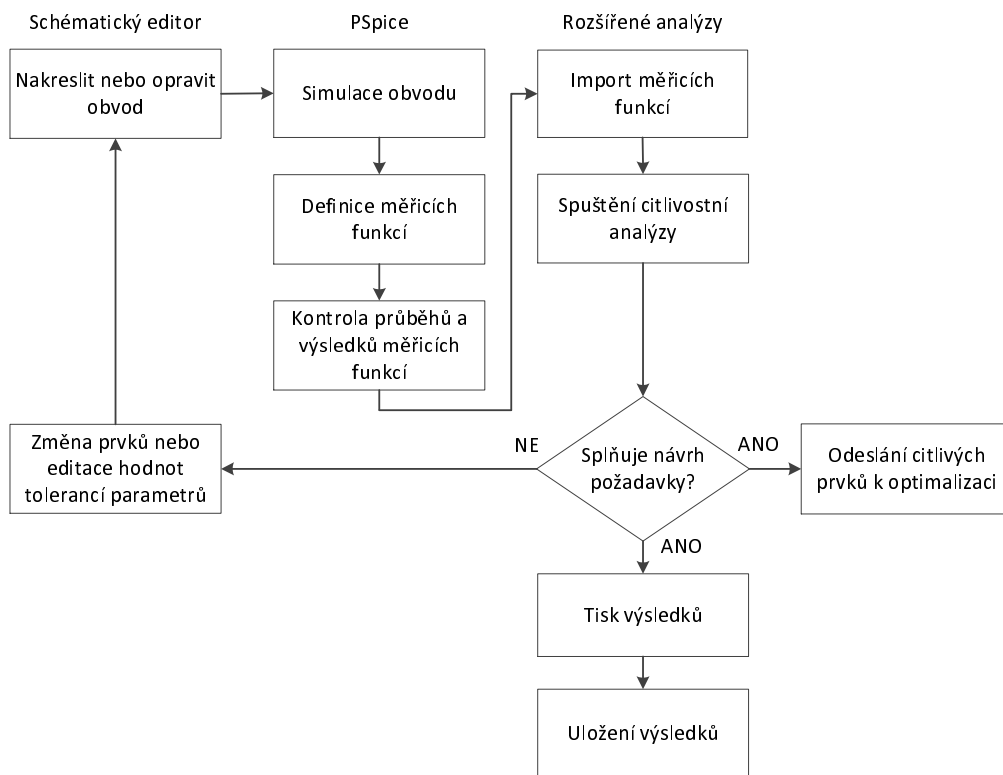 Schématický editor
PSpice
Rozšířené analýzy
Nakreslit nebo opravit
obvod
Simulace obvodu
Import měřicích
funkcí
Definice měřicích
funkcí
Spuštění citlivostní
analýzy
Kontrola průběhů a
výsledků měřicích
funkcí
Změna prvků nebo
editace hodnot
tolerancí parametrů
NE
Splňuje návrh
požadavky?
ANO
Odeslání citlivých
prvků k optimalizaci
ANO
Tisk výsledků
Uložení výsledků